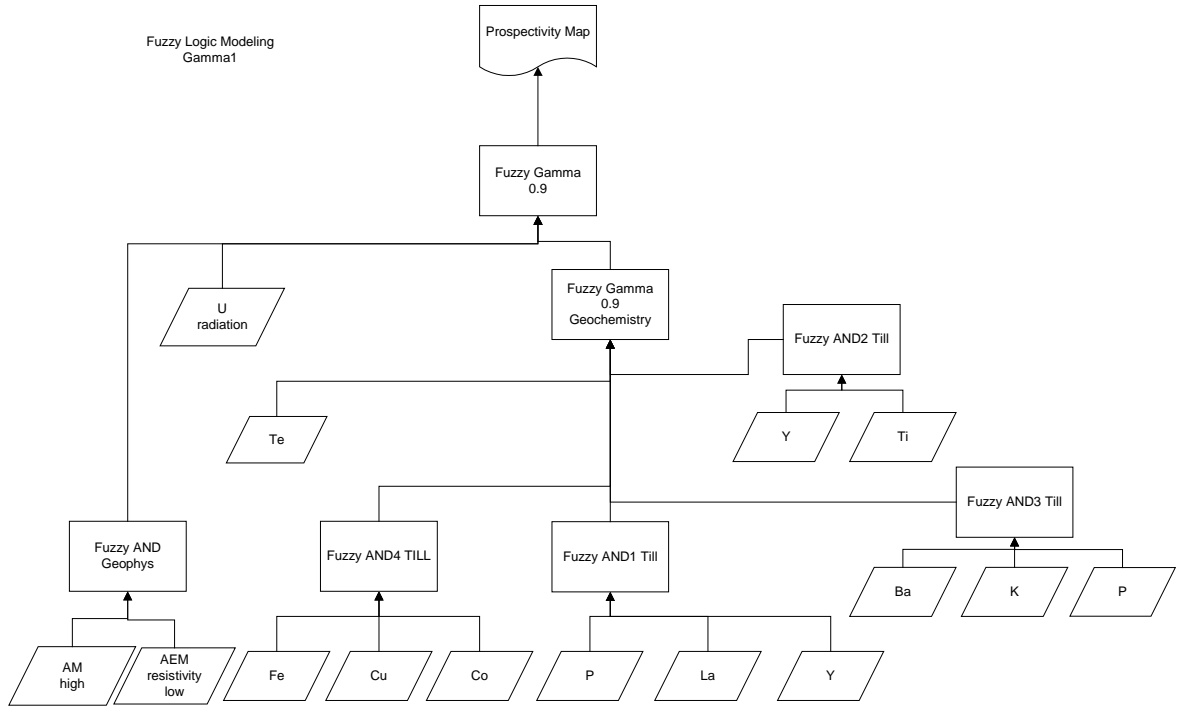 Fuzzy Logic Modeling
Gamma1
Prospectivity Map
Fuzzy Gamma
0.9
U
radiation
Fuzzy Gamma
0.9
Geochemistry
Fuzzy AND2 Till
Te
Y
Ti
Fuzzy AND3 Till
Fuzzy AND
Geophys
Fuzzy AND4 TILL
Fuzzy AND1 Till
Ba
K
P
AM
high
AEM
resistivity
low
Fe
Cu
Co
P
La
Y